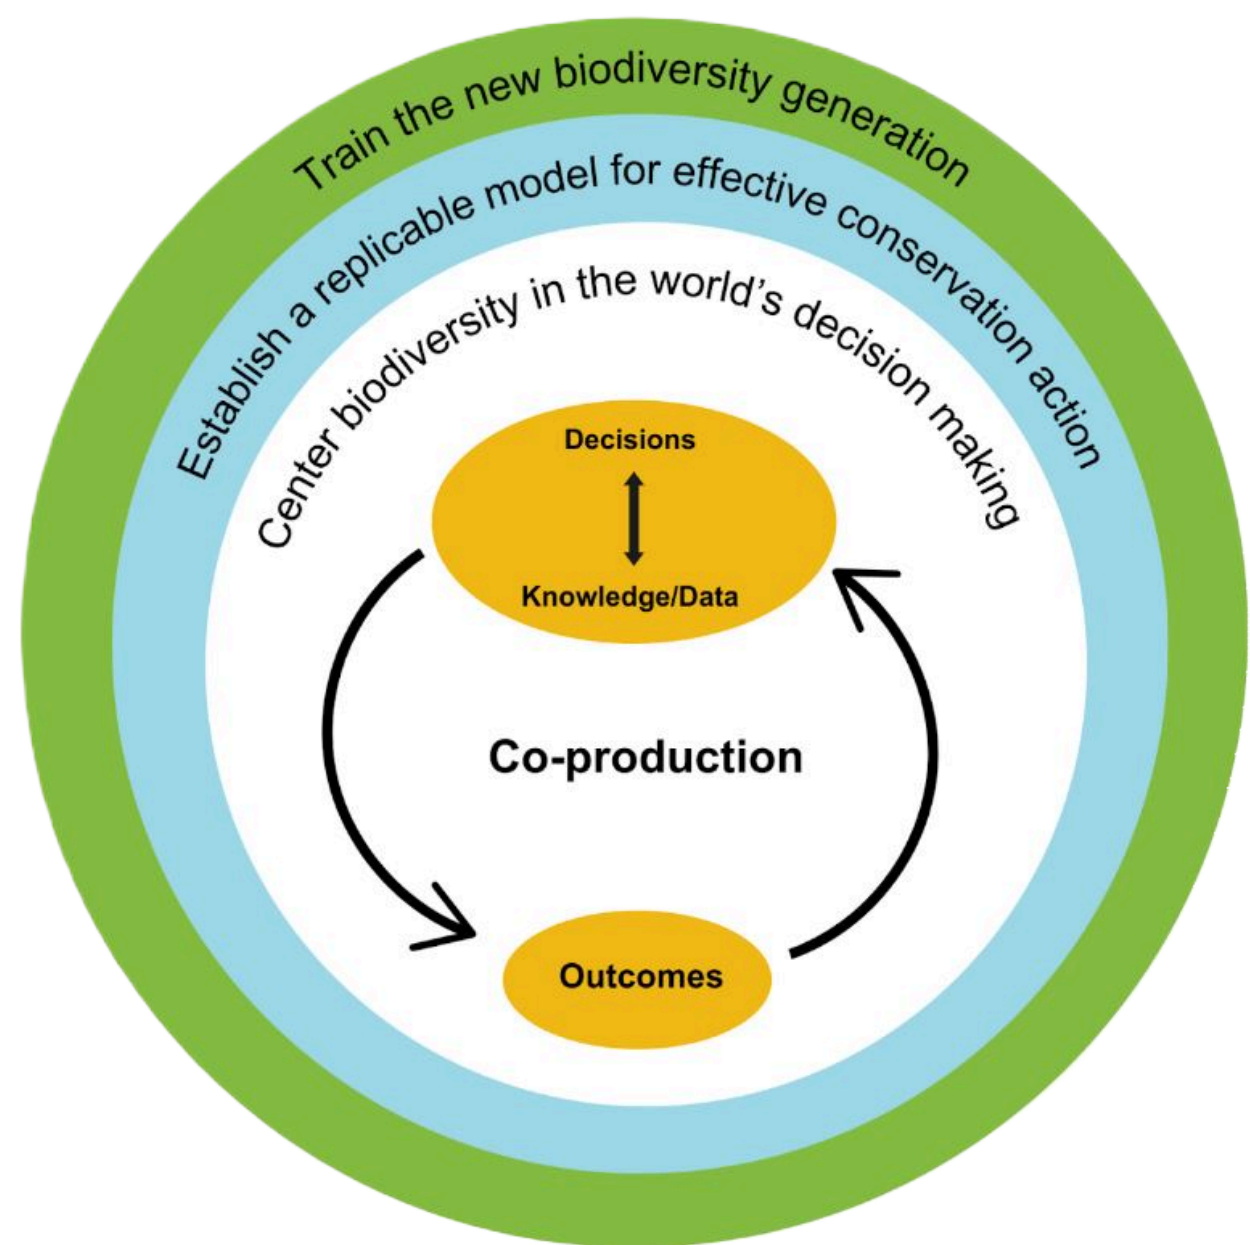 Train the new biodiversity generation
Establish a replicable model for effective conservation action
Center biodiversity in the world’s decision making
Decisions
Knowledge/Data
Co-production
Outcomes